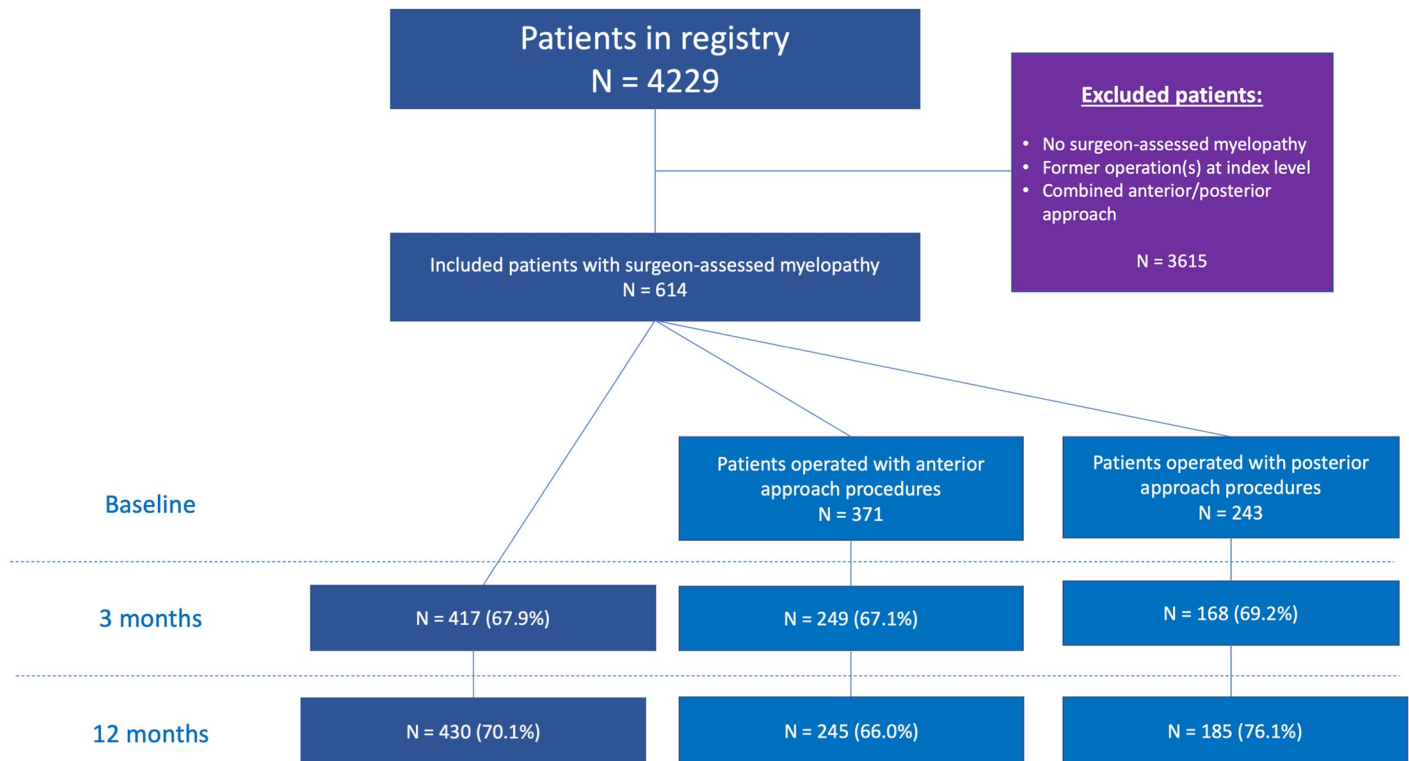 Patients in registry
N = 4229
Excluded patients:
• No surgeon-assessed myelopathy
• Former operation(s) at index level
• Combined anterior/posterior
approach
N = 3615
Included patients with surgeon-assessed myelopathy
N = 614
Baseline
Patients operated with anterior
approach procedures
N = 371
Patients operated with posterior
approach procedures
N = 243
3 months
N = 417 (67.9%)
N = 249 (67.1%)
N = 168 (69.2%)
12 months
N = 430 (70.1%)
N = 245 (66.0%)
N = 185 (76.1%)